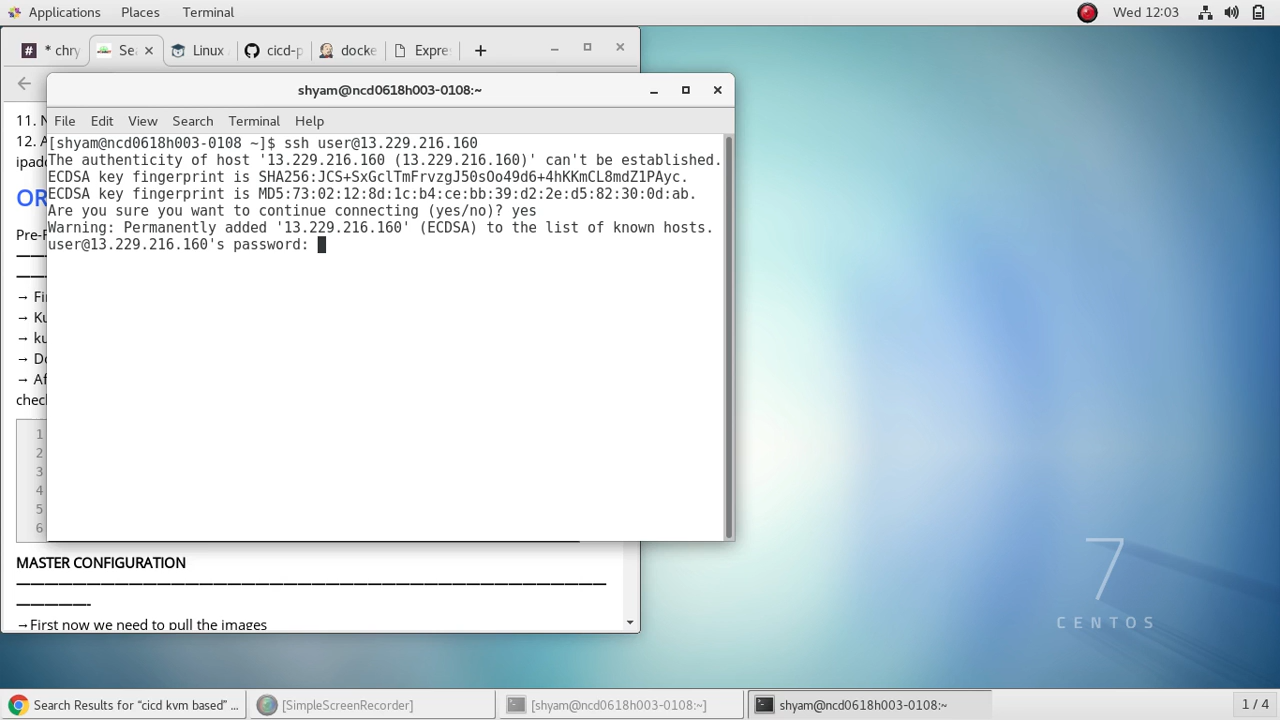 Applications Places Terminal Wed 12:03
* chry Sea Linux cicd-p docke Expre
shyam@ncd0618h003-0108:~
File Edit View Search Terminal Help
[shyam@ncd0618h003-0108 ~]$ ssh user@13.229.216.160
The authenticity of host '13.229.216.160 (13.229.216.160)' can't be established.
ECDSA key fingerprint is SHA256:JCS+SxGclTmFrvzgJ50sOo49d6+4hKKmCL8mdZ1PAyc.
ECDSA key fingerprint is MD5:73:02:12:8d:1c:b4:ce:bb:39:d2:2e:d5:82:30:0d:ab.
Are you sure you want to continue connecting (yes/no)? yes
Warning: Permanently added '13.229.216.160' (ECDSA) to the list of known hosts.
user@13.229.216.160's password:
11. N
12. A
ipad
OR
Pre-R
→ Fi
→ Ku
→ ku
→ Do
→ Af
check
1
2
3
4
5
6
MASTER CONFIGURATION
——————————————————————————————————————————
—————-
→First now we need to pull the images
7
CENTOS
Search Results for “cicd kvm based” ... [SimpleScreenRecorder] [shyam@ncd0618h003-0108:~] shyam@ncd0618h003-0108:~ 1 / 4